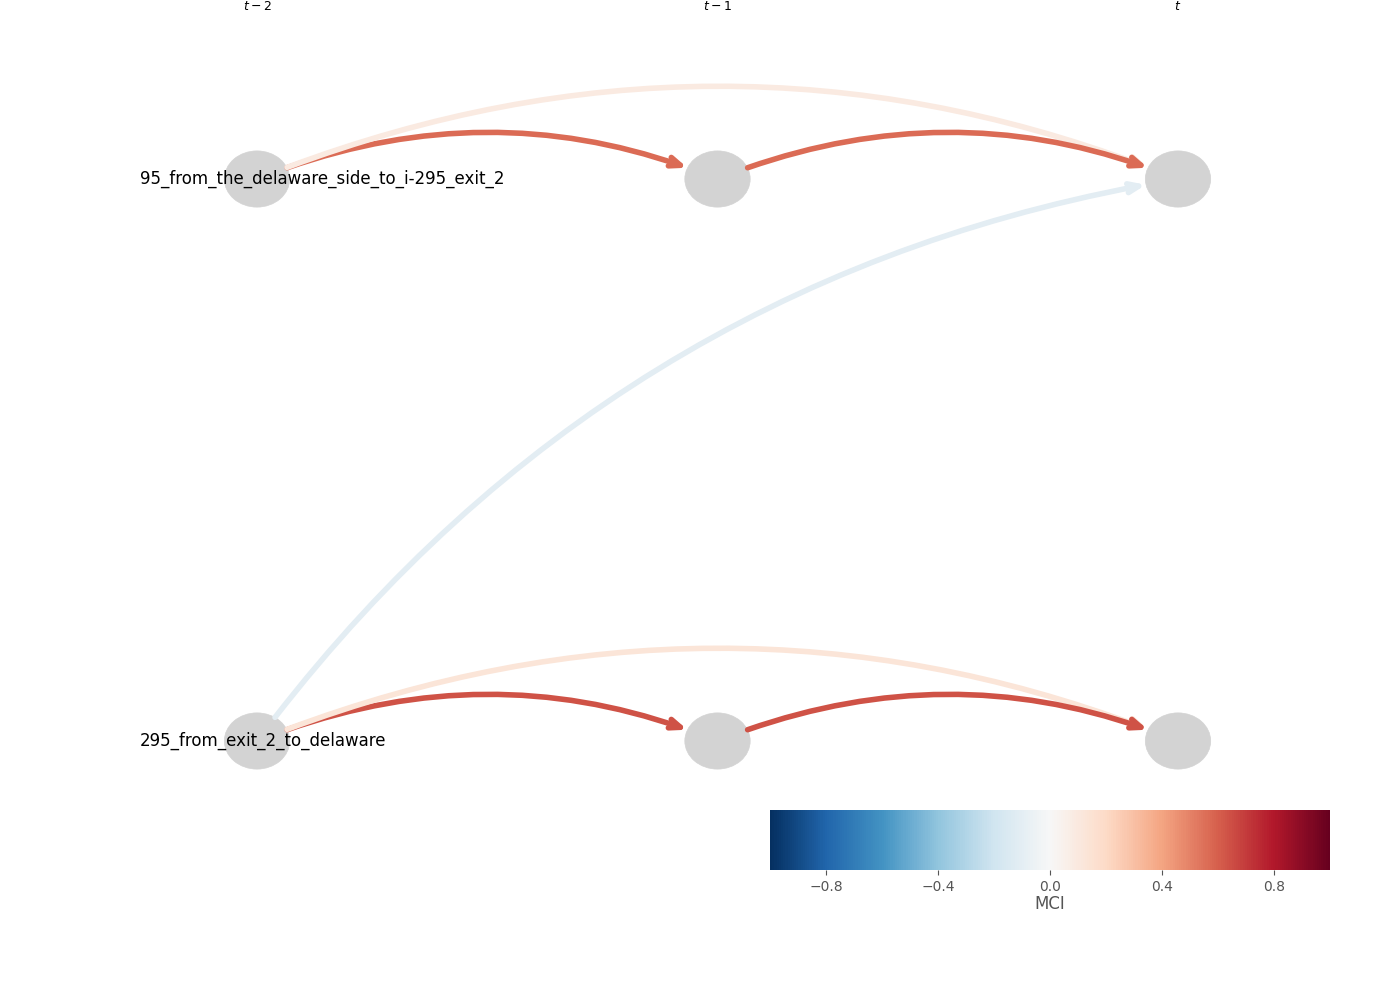 t − 2 t − 1 t
95_from_the_delaware_side_to_i-295_exit_2
295_from_exit_2_to_delaware
−0.8 −0.4 0.0 0.4 0.8
MCI